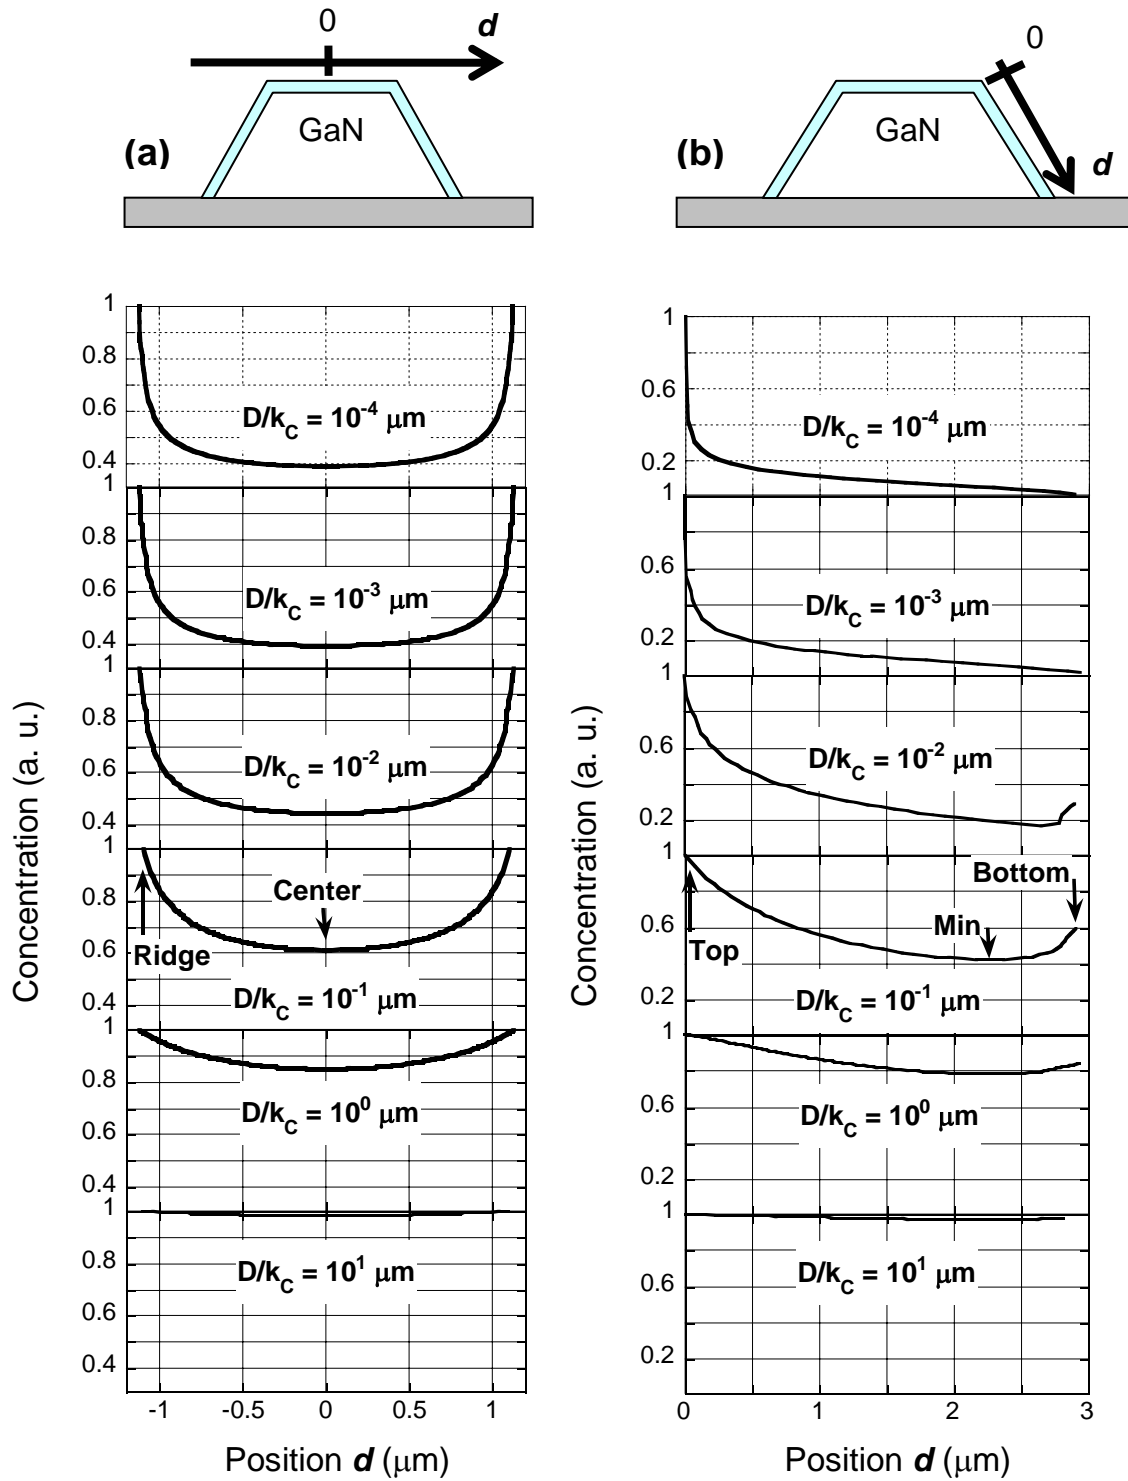 0
d
GaN
(a)
0
d
GaN
(b)
1
0.8
0.6
0.4
D/k_C = 10^-4 μm
1
0.8
0.6
0.4
D/k_C = 10^-3 μm
1
0.8
0.6
0.4
D/k_C = 10^-2 μm
1
0.8
0.6
0.4
Center
Ridge
D/k_C = 10^-1 μm
1
0.8
0.6
0.4
D/k_C = 10^0 μm
1
0.8
0.6
0.4
D/k_C = 10^1 μm
-1 -0.5 0 0.5 1
Position d (μm)
Concentration (a. u.)
1
0.6
0.2
D/k_C = 10^-4 μm
1
0.6
0.2
D/k_C = 10^-3 μm
1
0.6
0.2
D/k_C = 10^-2 μm
1
0.6
0.2
Bottom
Min
Top
D/k_C = 10^-1 μm
1
0.6
0.2
D/k_C = 10^0 μm
1
0.6
0.2
D/k_C = 10^1 μm
0 1 2 3
Position d (μm)
Concentration (a. u.)